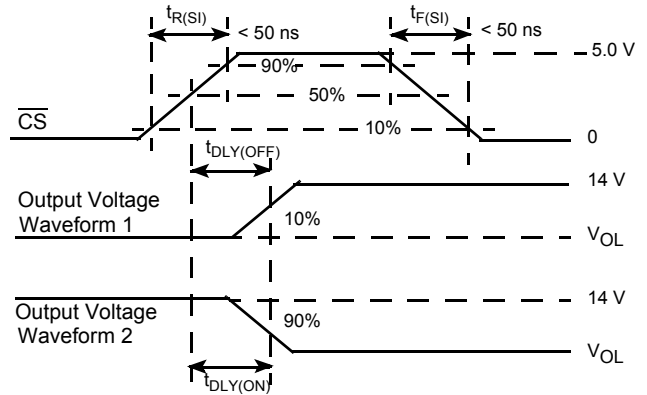 tR(SI) < 50 ns tF(SI) < 50 ns
5.0 V
90%
50%
CS 10% 0
tDLY(OFF)
14 V
Output Voltage
Waveform 1 10% VOL
14 V
Output Voltage
Waveform 2 90%
VOL
tDLY(ON)